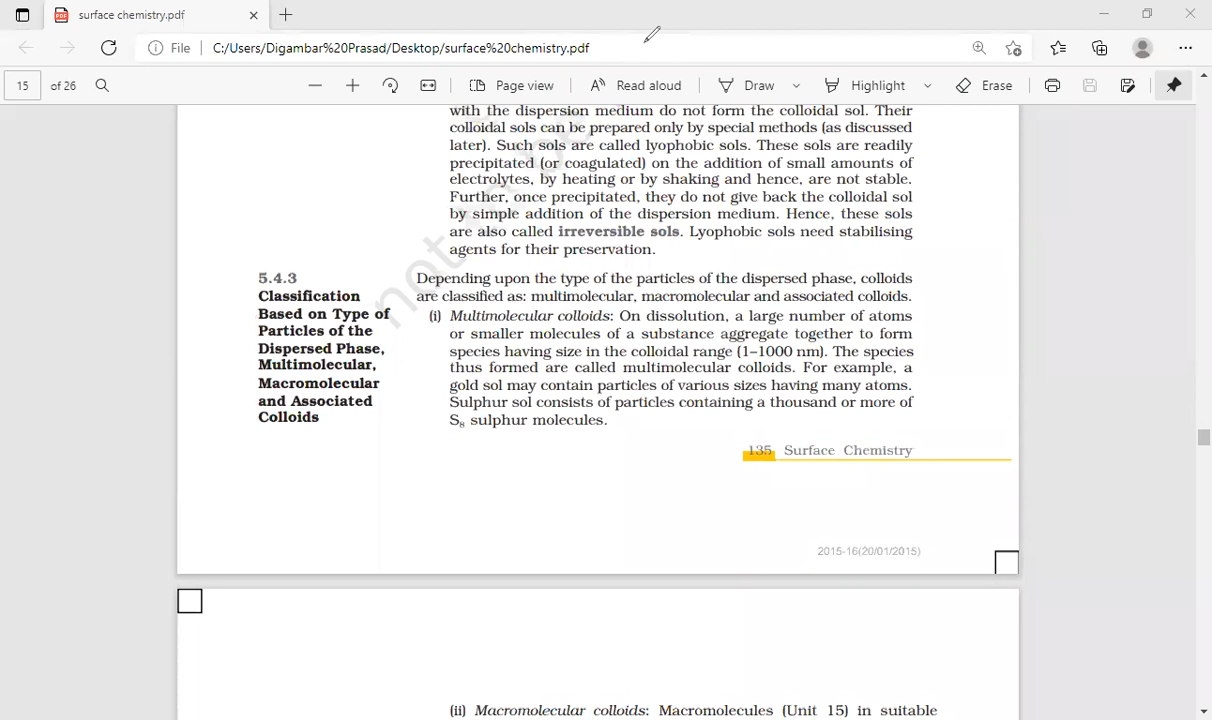 surface chemistry.pdf
File C:/Users/Digambar%20Prasad/Desktop/surface%20chemistry.pdf
15 of 26 Page view Read aloud Draw Highlight Erase
with the dispersion medium do not form the colloidal sol. Their
colloidal sols can be prepared only by special methods (as discussed
later). Such sols are called lyophobic sols. These sols are readily
precipitated (or coagulated) on the addition of small amounts of
electrolytes, by heating or by shaking and hence, are not stable.
Further, once precipitated, they do not give back the colloidal sol
by simple addition of the dispersion medium. Hence, these sols
are also called irreversible sols. Lyophobic sols need stabilising
agents for their preservation.
not
5.4.3
Classification
Based on Type of
Particles of the
Dispersed Phase,
Multimolecular,
Macromolecular
and Associated
Colloids
Depending upon the type of the particles of the dispersed phase, colloids
are classified as: multimolecular, macromolecular and associated colloids.
(i) Multimolecular colloids: On dissolution, a large number of atoms
or smaller molecules of a substance aggregate together to form
species having size in the colloidal range (1–1000 nm). The species
thus formed are called multimolecular colloids. For example, a
gold sol may contain particles of various sizes having many atoms.
Sulphur sol consists of particles containing a thousand or more of
S₈ sulphur molecules.
135 Surface Chemistry
2015-16(20/01/2015)
(ii) Macromolecular colloids: Macromolecules (Unit 15) in suitable